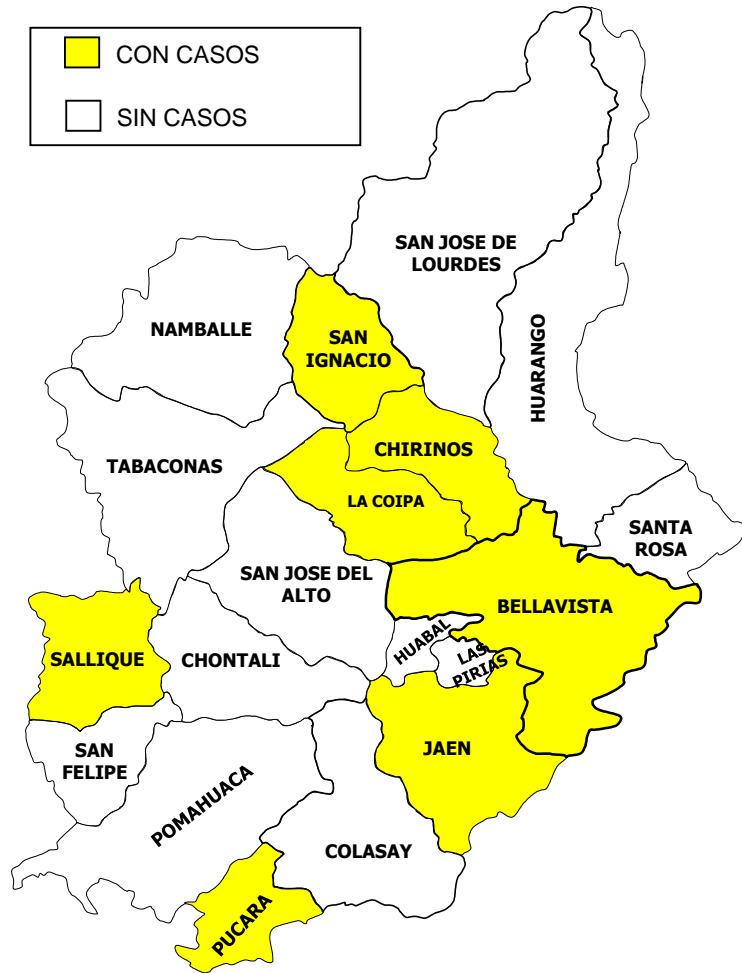 CON CASOS
SIN CASOS
SAN JOSE DE
LOURDES
NAMBALLE
SAN
IGNACIO
HUARANGO
CHIRINOS
TABACONAS
LA COIPA
SANTA
ROSA
SAN JOSE DEL
ALTO
BELLAVISTA
HUABAL
LAS
PIRIAS
SALLIQUE
CHONTALI
SAN
FELIPE
JAEN
POMAHUACA
COLASAY
PUCARA